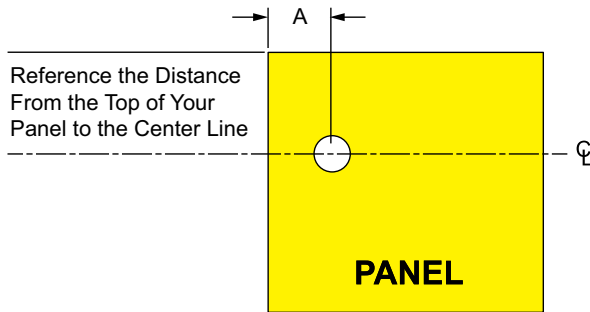 A
Reference the Distance
From the Top of Your
Panel to the Center Line
℄
PANEL